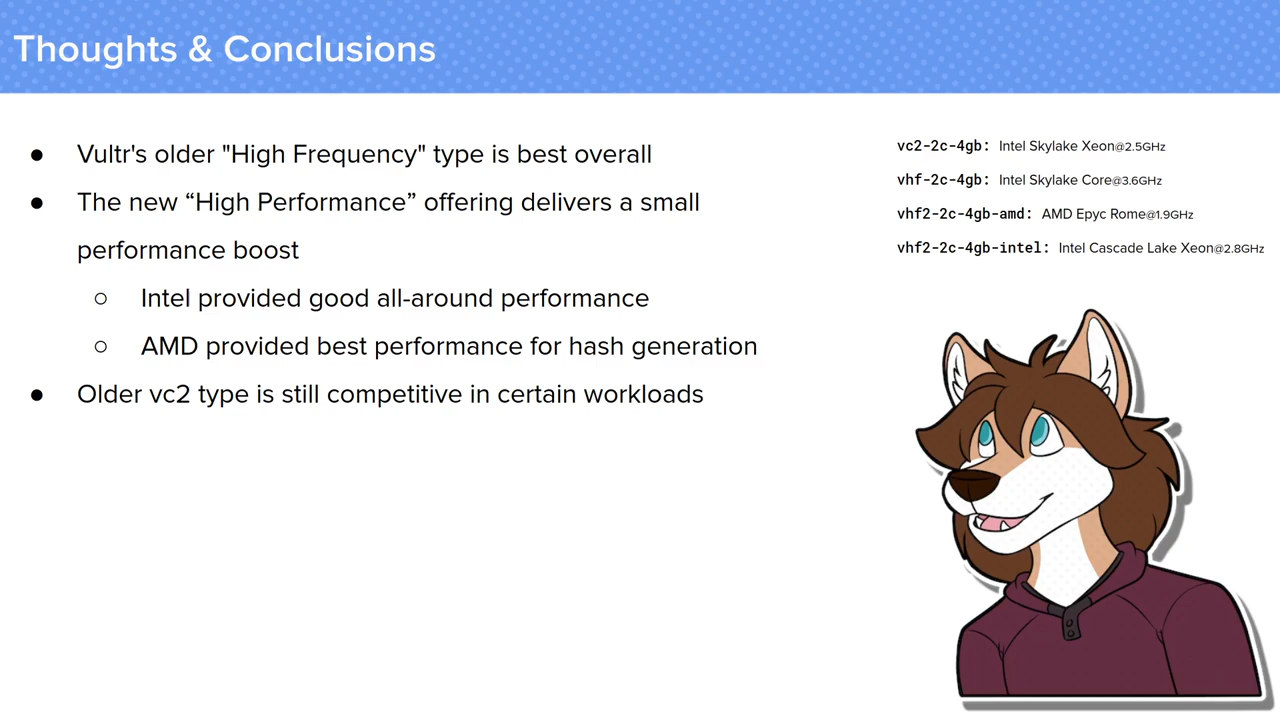 Thoughts & Conclusions
● Vultr's older "High Frequency" type is best overall
● The new “High Performance” offering delivers a small
performance boost
○ Intel provided good all-around performance
○ AMD provided best performance for hash generation
● Older vc2 type is still competitive in certain workloads
vc2-2c-4gb: Intel Skylake Xeon@2.5GHz
vhf-2c-4gb: Intel Skylake Core@3.6GHz
vhf2-2c-4gb-amd: AMD Epyc Rome@1.9GHz
vhf2-2c-4gb-intel: Intel Cascade Lake Xeon@2.8GHz